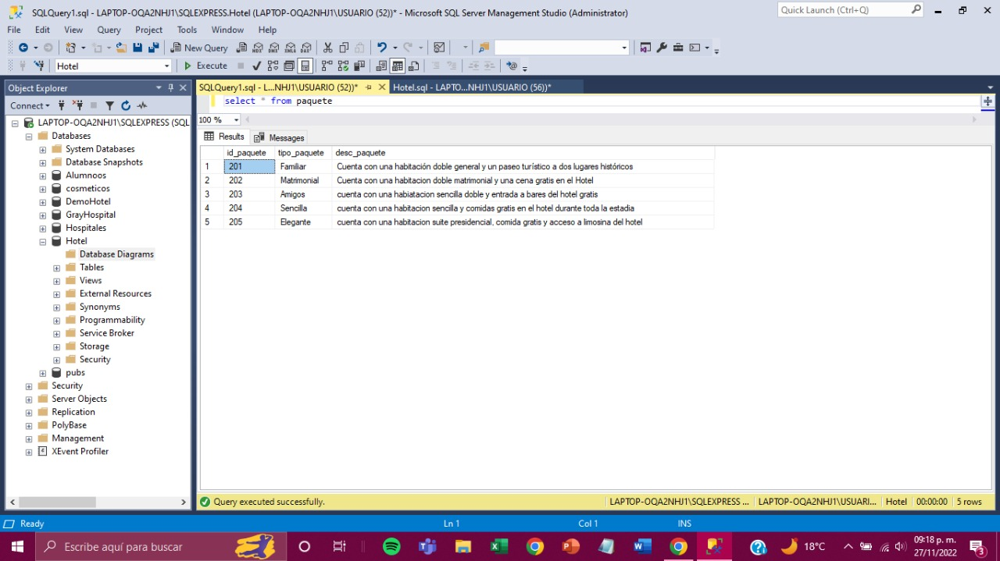 SQLQuery1.sql - LAPTOP-OQA2NHJ1\SQLEXPRESS.Hotel (LAPTOP-OQA2NHJ1\USUARIO (52))* - Microsoft SQL Server Management Studio (Administrator)
Quick Launch (Ctrl+Q)
File Edit View Query Project Tools Window Help
New Query
Hotel
Execute
Object Explorer
SQLQuery1.sql - L...NHJ1\USUARIO (52))*
Hotel.sql - LAPTO...NHJ1\USUARIO (56))*
Connect
select * from paquete
100 %
Results Messages
LAPTOP-OQA2NHJ1\SQLEXPRESS (SQL
Databases
System Databases
Database Snapshots
Alumnoos
cosmeticos
DemoHotel
GrayHospital
Hospitales
Hotel
Database Diagrams
Tables
Views
External Resources
Synonyms
Programmability
Service Broker
Storage
Security
pubs
Security
Server Objects
Replication
PolyBase
Management
XEvent Profiler
id_paquete tipo_paquete desc_paquete
1 201 Familiar Cuenta con una habitación doble general y un paseo turístico a dos lugares históricos
2 202 Matrimonial Cuenta con una habitacion doble matrimonial y una cena gratis en el Hotel
3 203 Amigos cuenta con una habiatacion sencilla doble y entrada a bares del hotel gratis
4 204 Sencilla cuenta con una habitacion sencilla y comidas gratis en el hotel durante toda la estadia
5 205 Elegante cuenta con una habitacion suite presidencial, comida gratis y acceso a limosina del hotel
Query executed successfully. LAPTOP-OQA2NHJ1\SQLEXPRESS ... LAPTOP-OQA2NHJ1\USUARI... Hotel 00:00:00 5 rows
Ready Ln 1 Col 1 INS
Escribe aquí para buscar
18°C
09:18 p. m.
27/11/2022
3